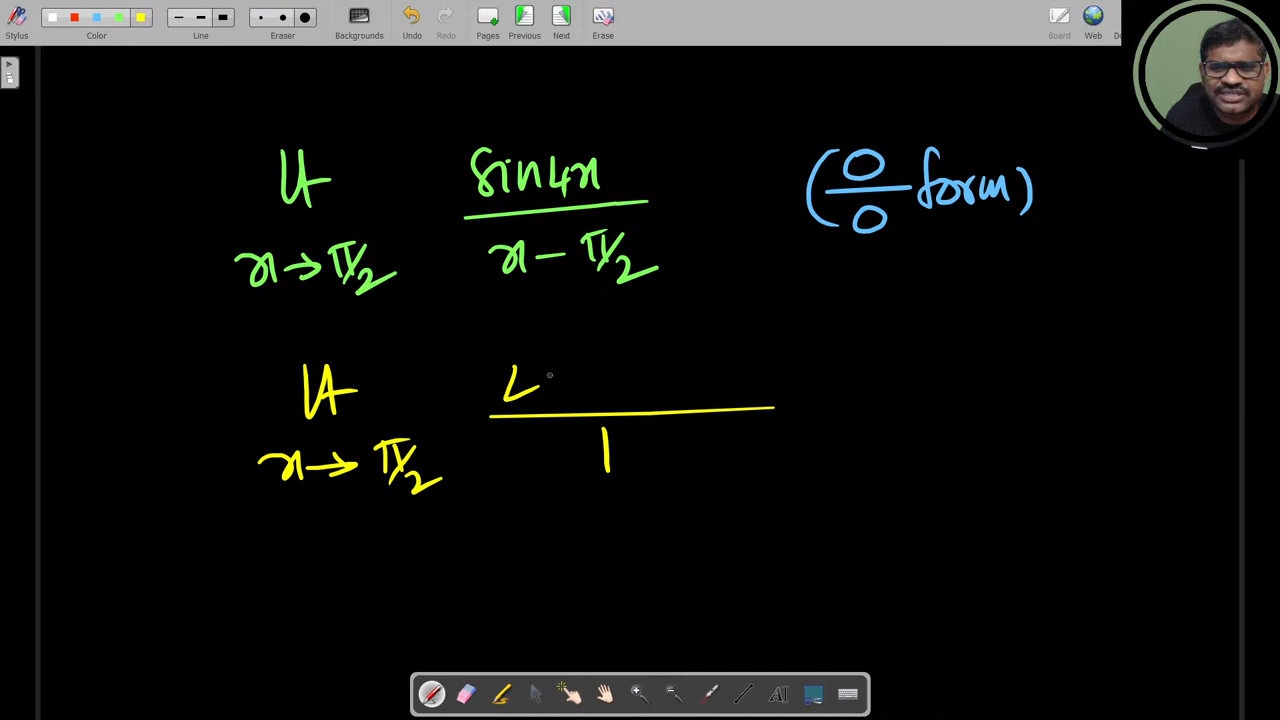 Stylus Color Line Eraser Backgrounds Undo Redo Pages Previous Next Erase Board Web
Lt sin4x / x - π/2 (0/0 form)
x → π/2
Lt / 1
x → π/2